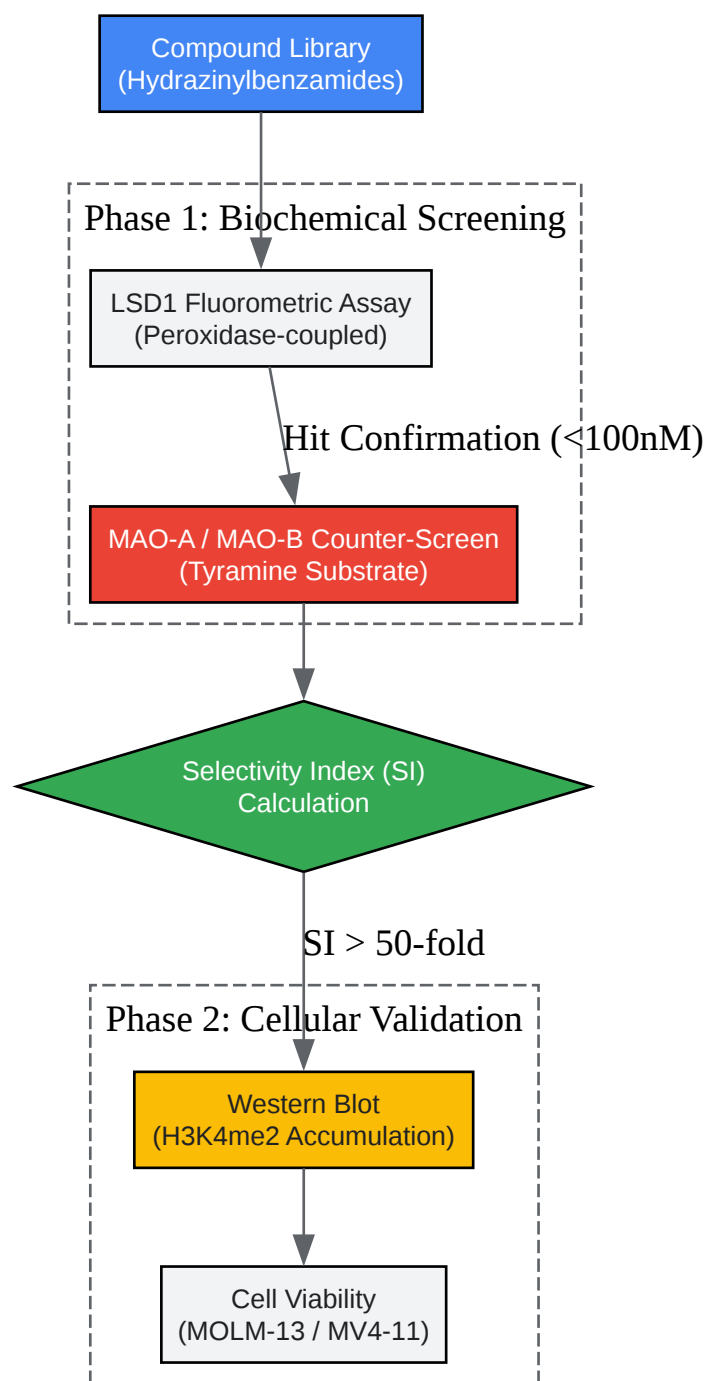 Compound Library
(Hydrazinylbenzamides)
Phase 1: Biochemical Screening
LSD1 Fluorometric Assay
(Peroxidase-coupled)
Hit Confirmation (<100nM)
MAO-A / MAO-B Counter-Screen
(Tyramine Substrate)
Selectivity Index (SI)
Calculation
SI > 50-fold
Phase 2: Cellular Validation
Western Blot
(H3K4me2 Accumulation)
Cell Viability
(MOLM-13 / MV4-11)